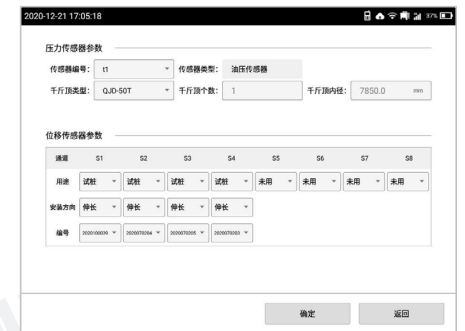 2020-12-21 17:05:18 37%
压力传感器参数
传感器编号: t1 传感器类型: 油压传感器
千斤顶类型: QJD-50T 千斤顶个数: 1 千斤顶内径: 7850.0 mm
位移传感器参数
通道 S1 S2 S3 S4 S5 S6 S7 S8
用途 试桩 试桩 试桩 试桩 未用 未用 未用 未用
安装方向 伸长 伸长 伸长 伸长
编号 2020100039 2020070204 2020070205 2020070203
确定 返回